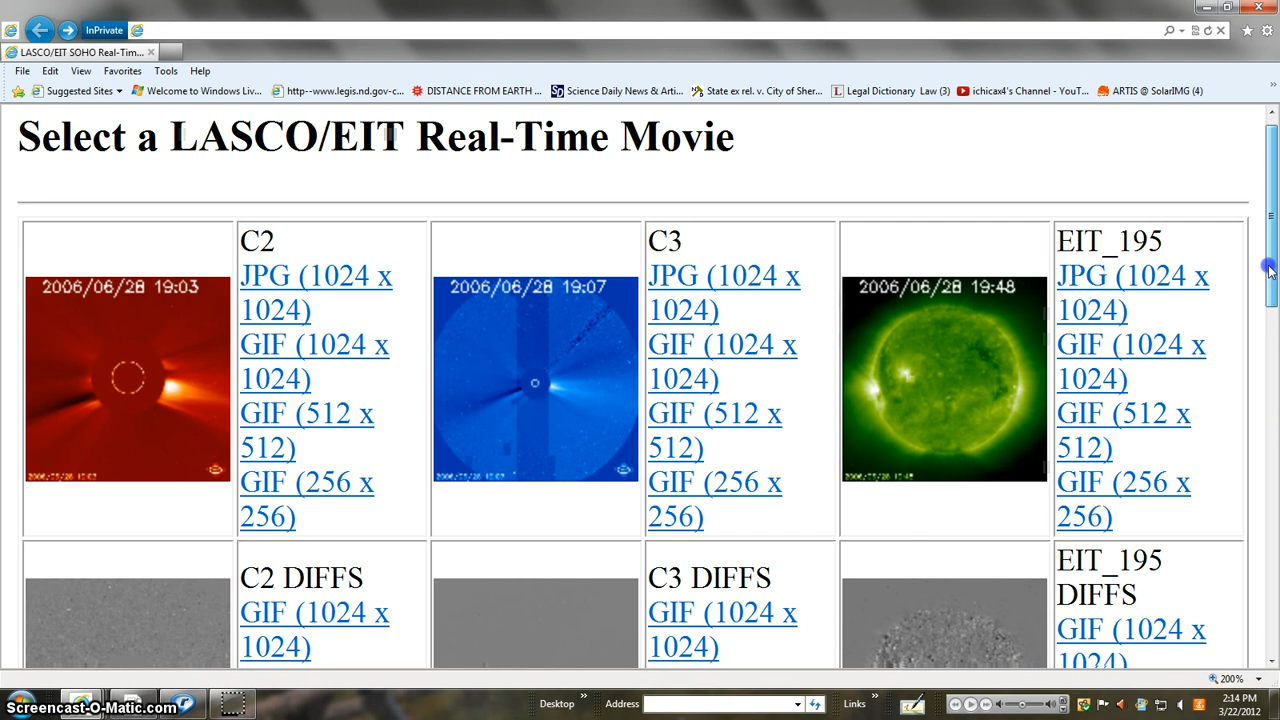 InPrivate
LASCO/EIT SOHO Real-Tim...
File Edit View Favorites Tools Help
Suggested Sites Welcome to Windows Liv... http--www.legis.nd.gov-c... DISTANCE FROM EARTH ... Science Daily News & Arti... State ex rel. v. City of Sher... Legal Dictionary Law (3) ichicax4's Channel - YouT... ARTIS @ SolarIMG (4)
Select a LASCO/EIT Real-Time Movie
2006/06/28 19:03
C2
JPG (1024 x
1024)
GIF (1024 x
1024)
GIF (512 x
512)
GIF (256 x
256)
2006/06/28 19:07
C3
JPG (1024 x
1024)
GIF (1024 x
1024)
GIF (512 x
512)
GIF (256 x
256)
2006/06/28 19:48
EIT_195
JPG (1024 x
1024)
GIF (1024 x
1024)
GIF (512 x
512)
GIF (256 x
256)
C2 DIFFS
GIF (1024 x
1024)
C3 DIFFS
GIF (1024 x
1024)
EIT_195
DIFFS
GIF (1024 x
1024)
200%
Screencast-O-Matic.com
Desktop Address Links
2:14 PM
3/22/2012